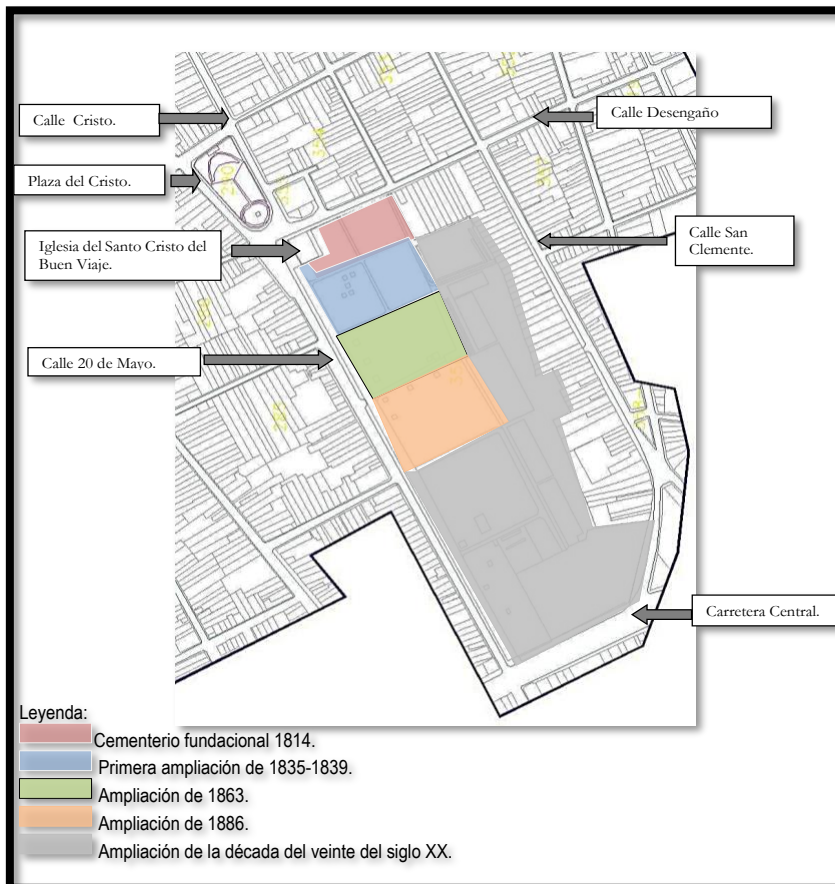 Calle Cristo.
Calle Desengaño
Plaza del Cristo.
Iglesia del Santo Cristo del
Buen Viaje.
Calle San
Clemente.
Calle 20 de Mayo.
Carretera Central.
Leyenda:
Cementerio fundacional 1814.
Primera ampliación de 1835-1839.
Ampliación de 1863.
Ampliación de 1886.
Ampliación de la década del veinte del siglo XX.